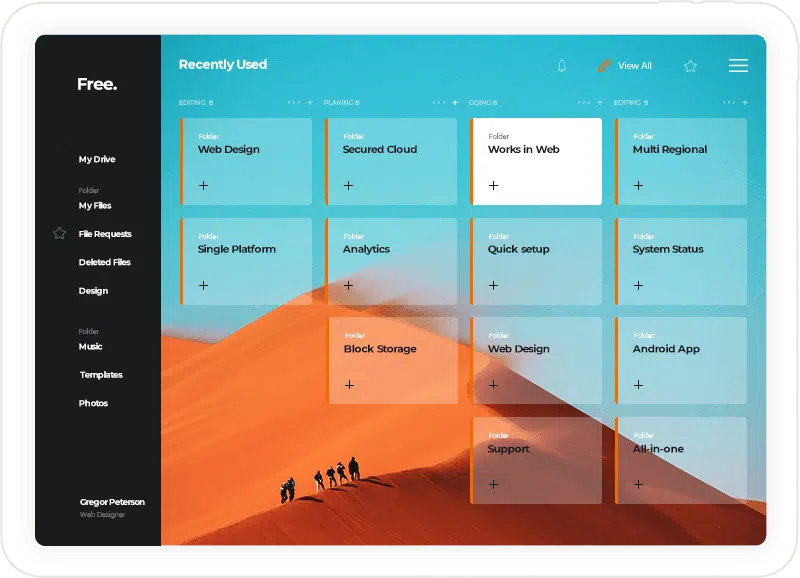 Recently Used
View All
Free.
EDITING 6
PLANING 8
DOING 6
EDITING 6
Folder
Web Design
Folder
Secured Cloud
Folder
Works in Web
Folder
Multi Regional
My Drive
Folder
My Files
File Requests
Deleted Files
Design
Folder
Single Platform
Folder
Analytics
Folder
Quick setup
Folder
System Status
Folder
Music
Templates
Photos
Folder
Block Storage
Folder
Web Design
Folder
Android App
Folder
Support
Folder
All-in-one
Gregor Peterson
Web Designer